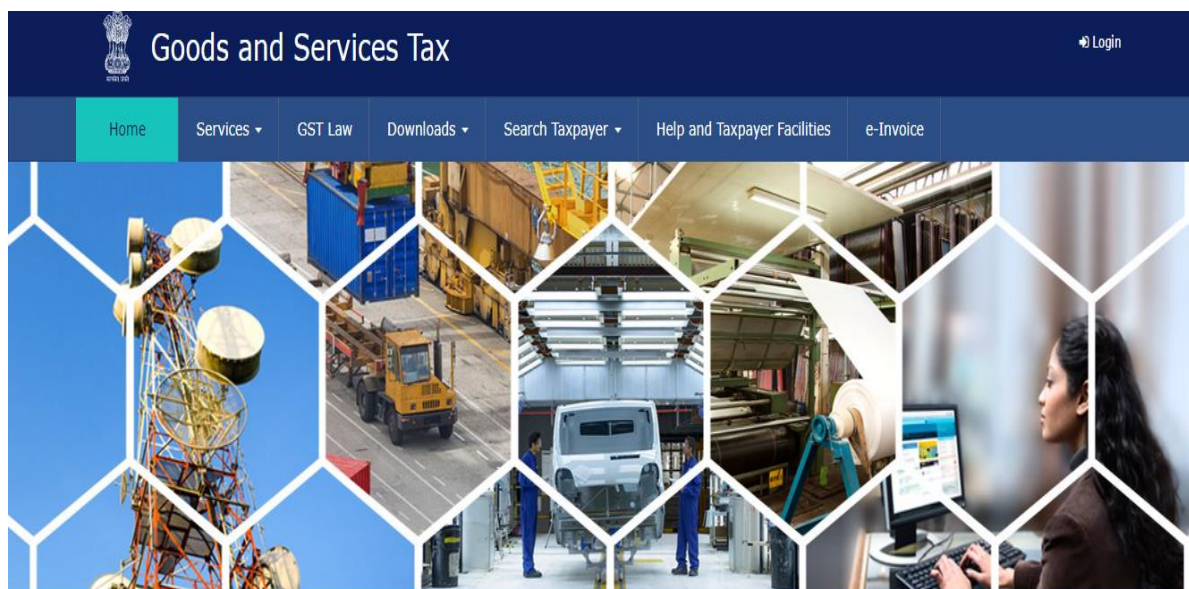 Goods and Services Tax
Login
Home
Services
GST Law
Downloads
Search Taxpayer
Help and Taxpayer Facilities
e-Invoice